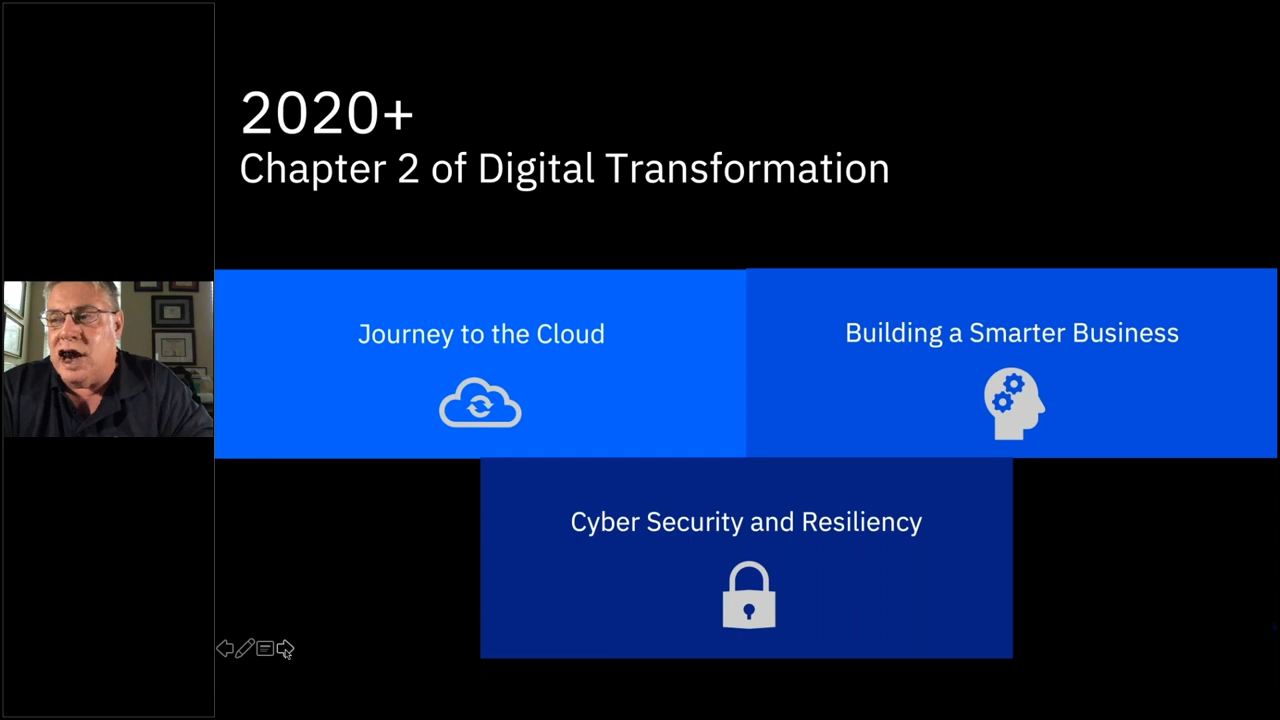 2020+
Chapter 2 of Digital Transformation
Journey to the Cloud
Building a Smarter Business
Cyber Security and Resiliency